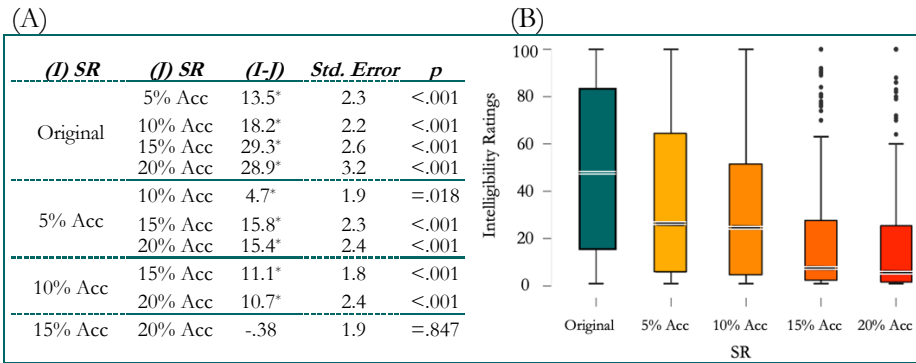 (A)
(I) SR (J) SR (I-J) Std. Error p
Original
5% Acc 13.5* 2.3 <.001
10% Acc 18.2* 2.2 <.001
15% Acc 29.3* 2.6 <.001
20% Acc 28.9* 3.2 <.001
5% Acc
10% Acc 4.7* 1.9 =.018
15% Acc 15.8* 2.3 <.001
20% Acc 15.4* 2.4 <.001
10% Acc
15% Acc 11.1* 1.8 <.001
20% Acc 10.7* 2.4 <.001
15% Acc 20% Acc -.38 1.9 =.847
(B)
Intelligibility Ratings
100
80
60
40
20
0
Original 5% Acc 10% Acc 15% Acc 20% Acc
SR